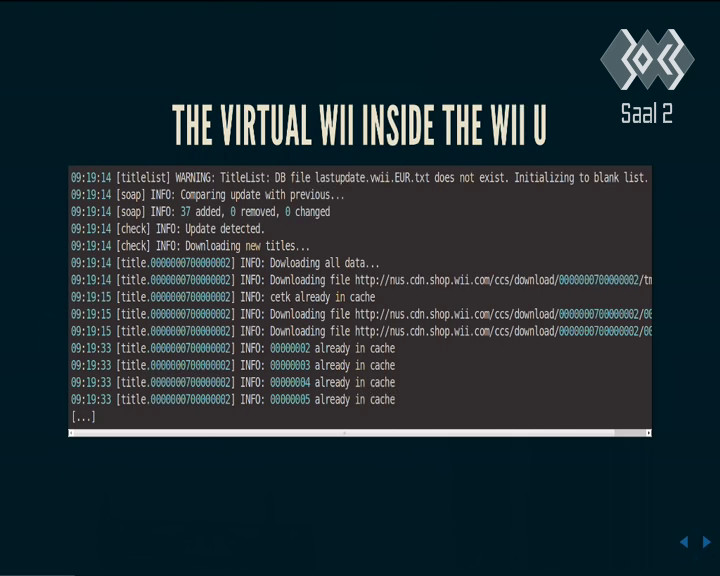 Saal 2
THE VIRTUAL WII INSIDE THE WII U
09:19:14 [titlelist] WARNING: TitleList: DB file lastupdate.vwii.EUR.txt does not exist. Initializing to blank list.
09:19:14 [soap] INFO: Comparing update with previous...
09:19:14 [soap] INFO: 37 added, 0 removed, 0 changed
09:19:14 [check] INFO: Update detected.
09:19:14 [check] INFO: Downloading new titles...
09:19:14 [title.0000000700000002] INFO: Dowloading all data...
09:19:14 [title.0000000700000002] INFO: Downloading file http://nus.cdn.shop.wii.com/ccs/download/0000000700000002/tm
09:19:15 [title.0000000700000002] INFO: cetk already in cache
09:19:15 [title.0000000700000002] INFO: Downloading file http://nus.cdn.shop.wii.com/ccs/download/0000000700000002/00
09:19:15 [title.0000000700000002] INFO: Downloading file http://nus.cdn.shop.wii.com/ccs/download/0000000700000002/00
09:19:33 [title.0000000700000002] INFO: 00000002 already in cache
09:19:33 [title.0000000700000002] INFO: 00000003 already in cache
09:19:33 [title.0000000700000002] INFO: 00000004 already in cache
09:19:33 [title.0000000700000002] INFO: 00000005 already in cache
[...]